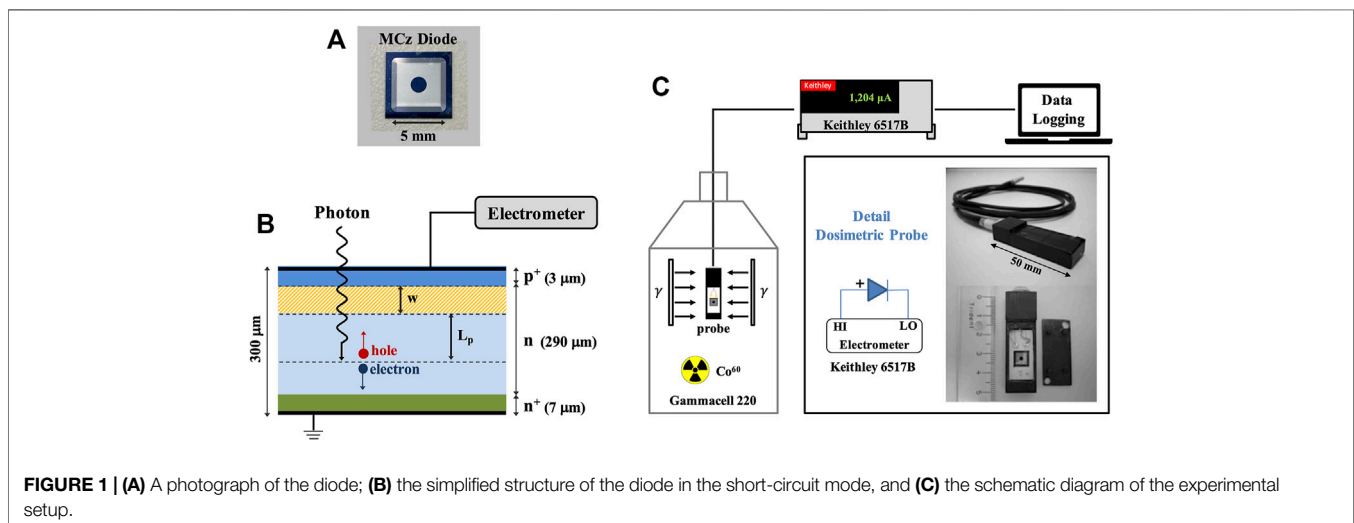 A
MCz Diode
5 mm
B
Photon
Electrometer
300 µm
p⁺ (3 µm)
w
Lₚ
n (290 µm)
hole
electron
n⁺ (7 µm)
C
Keithley
1,204 µA
Keithley 6517B
Data
Logging
γ
γ
probe
Co⁶⁰
Gammacell 220
Detail
Dosimetric Probe
+
HI
LO
Electrometer
Keithley 6517B
50 mm
Trident
FIGURE 1 | (A) A photograph of the diode; (B) the simplified structure of the diode in the short-circuit mode, and (C) the schematic diagram of the experimental
setup.